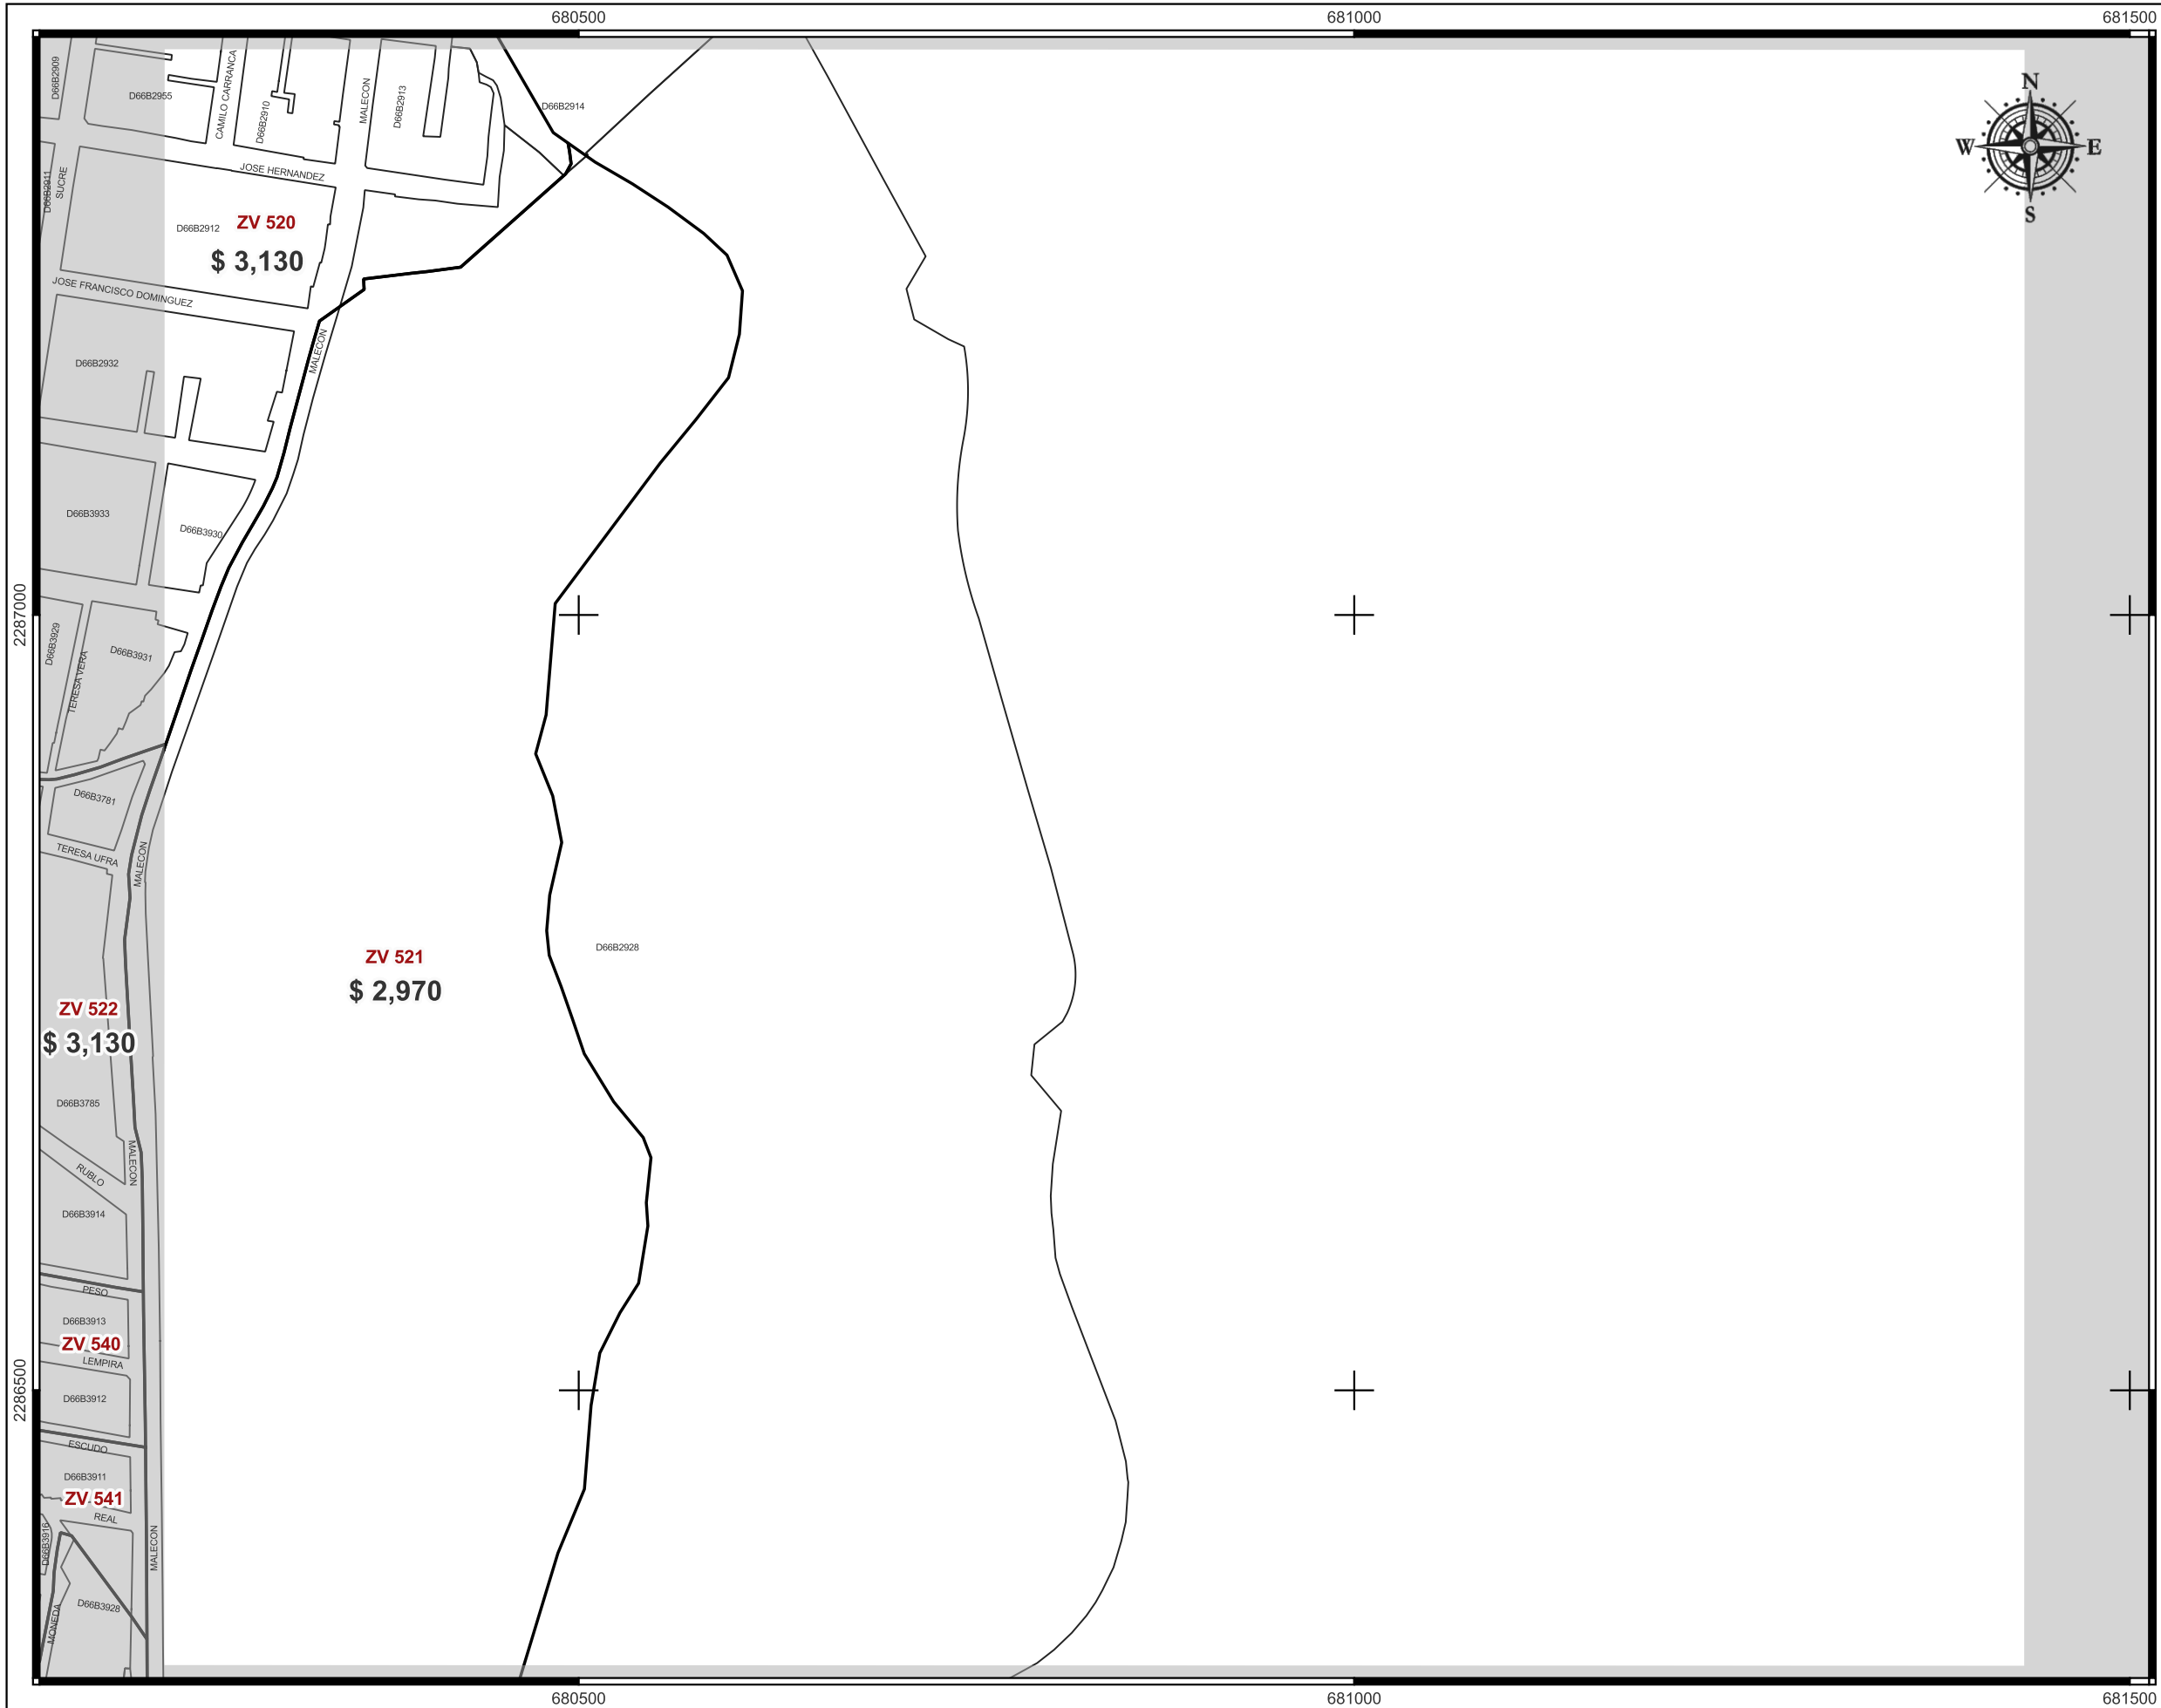 680500
681000
681500
D66B2909
D66B2955
CAMILO CARRANCA
D66B2910
MALECON
D66B2913
D66B2914
N
W
E
S
D66B2911
SUCRE
JOSE HERNANDEZ
D66B2912
ZV 520
$ 3,130
JOSE FRANCISCO DOMINGUEZ
MALECON
D66B2932
D66B3933
D66B3930
2287000
D66B3929
TERESA VERA
D66B3931
D66B3781
TERESA UFRA
MALECON
ZV 521
$ 2,970
D66B2928
ZV 522
$ 3,130
D66B3785
MALECON
RUBLO
D66B3914
PESO
D66B3913
ZV 540
LEMPIRA
2286500
D66B3912
ESCUDO
D66B3911
ZV 541
REAL
D66B3916
MALECON
MONEDA
D66B3928
680500
681000
681500